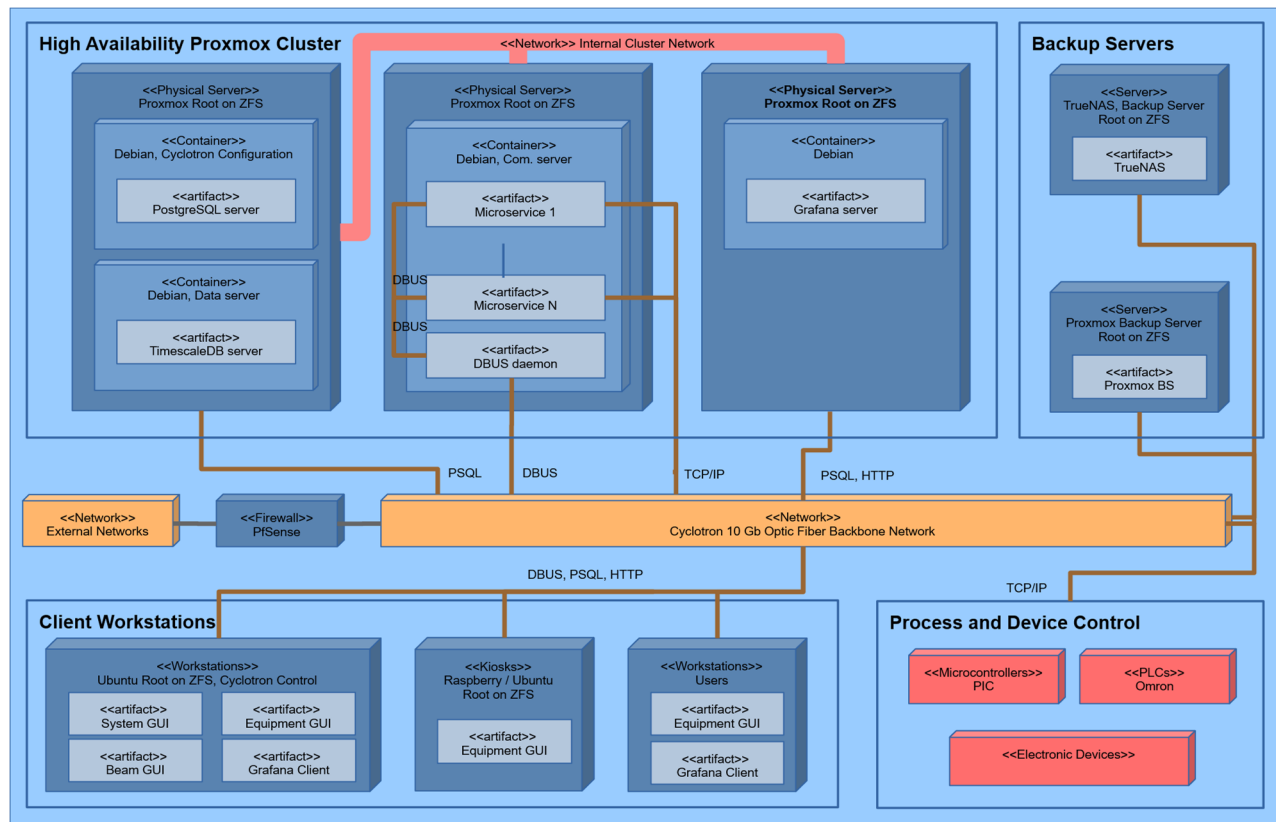 High Availability Proxmox Cluster
<<Network>> Internal Cluster Network
<<Physical Server>>
Proxmox Root on ZFS
<<Container>>
Debian, Cyclotron Configuration
<<artifact>>
PostgreSQL server
<<Container>>
Debian, Data server
<<artifact>>
TimescaleDB server
<<Physical Server>>
Proxmox Root on ZFS
<<Container>>
Debian, Com. server
<<artifact>>
Microservice 1
DBUS
<<artifact>>
Microservice N
DBUS
<<artifact>>
DBUS daemon
<<Physical Server>>
Proxmox Root on ZFS
<<Container>>
Debian
<<artifact>>
Grafana server
Backup Servers
<<Server>>
TrueNAS, Backup Server
Root on ZFS
<<artifact>>
TrueNAS
<<Server>>
Proxmox Backup Server
Root on ZFS
<<artifact>>
Proxmox BS
PSQL
DBUS
TCP/IP
PSQL, HTTP
<<Network>>
External Networks
<<Firewall>>
PfSense
<<Network>>
Cyclotron 10 Gb Optic Fiber Backbone Network
DBUS, PSQL, HTTP
TCP/IP
Client Workstations
<<Workstations>>
Ubuntu Root on ZFS, Cyclotron Control
<<artifact>>
System GUI
<<artifact>>
Equipment GUI
<<artifact>>
Beam GUI
<<artifact>>
Grafana Client
<<Kiosks>>
Raspberry / Ubuntu
Root on ZFS
<<artifact>>
Equipment GUI
<<Workstations>>
Users
<<artifact>>
Equipment GUI
<<artifact>>
Grafana Client
Process and Device Control
<<Microcontrollers>>
PIC
<<PLCs>>
Omron
<<Electronic Devices>>